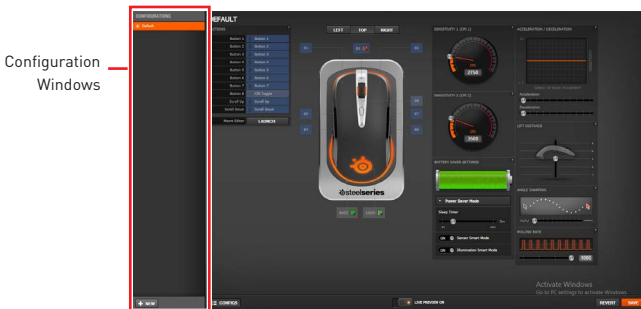 Configuration
Windows
CONFIGURATIONS
Default
+ NEW
DEFAULT
Button 1 Button 1
Button 2 Button 2
Button 3 Button 3
Button 4 Button 4
Button 5 Button 5
Button 6 Button 6
Button 7 Button 7
Button 8 CPI Toggle
Scroll Up Scroll Up
Scroll Down Scroll Down
Macro Editor LAUNCH
LEFT TOP RIGHT
steelseries
SENSITIVITY 1 (CPI 1)
2750
SENSITIVITY 2 (CPI 2)
3500
BATTERY SAVER SETTINGS
Power Saver Mode
Sleep Timer
ON Sensor Smart Mode
ON Illumination Smart Mode
ACCELERATION / DECELERATION
Acceleration
Deceleration
LIFT DISTANCE
ANGLE SNAPPING
POLLING RATE
1000
Activate Windows
Go to PC settings to activate Windows.
CONFIGS
LIVE PREVIEW ON
REVERT SAVE